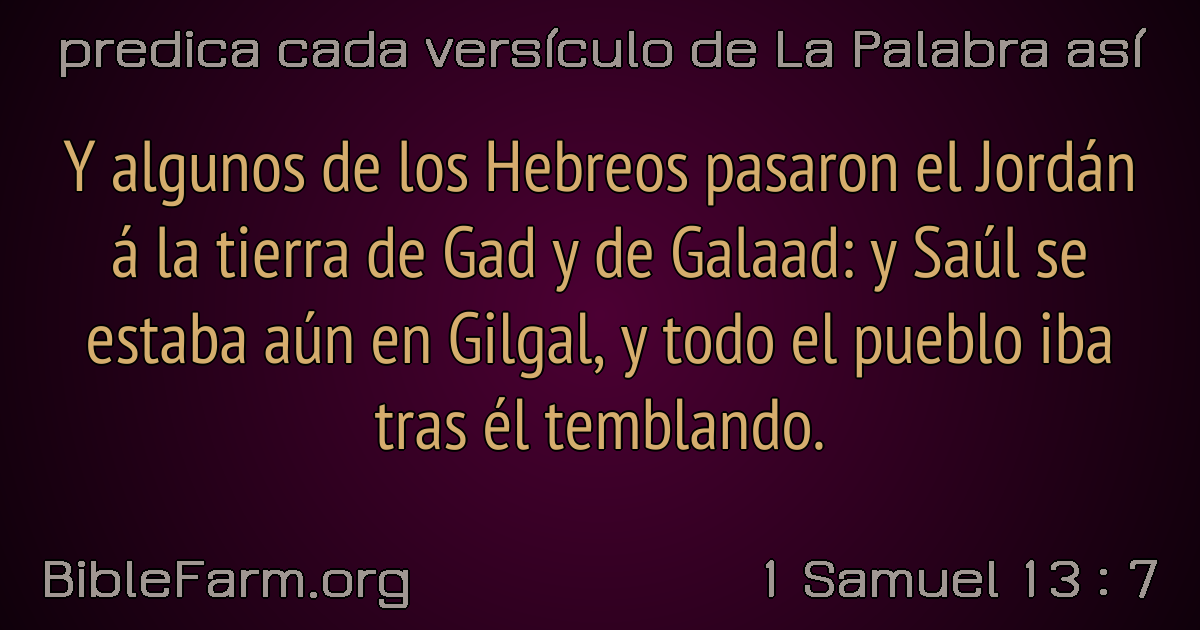 predica cada versículo de La Palabra así
Y algunos de los Hebreos pasaron el Jordán
á la tierra de Gad y de Galaad: y Saúl se
estaba aún en Gilgal, y todo el pueblo iba
tras él temblando.
BibleFarm.org
1 Samuel 13 : 7